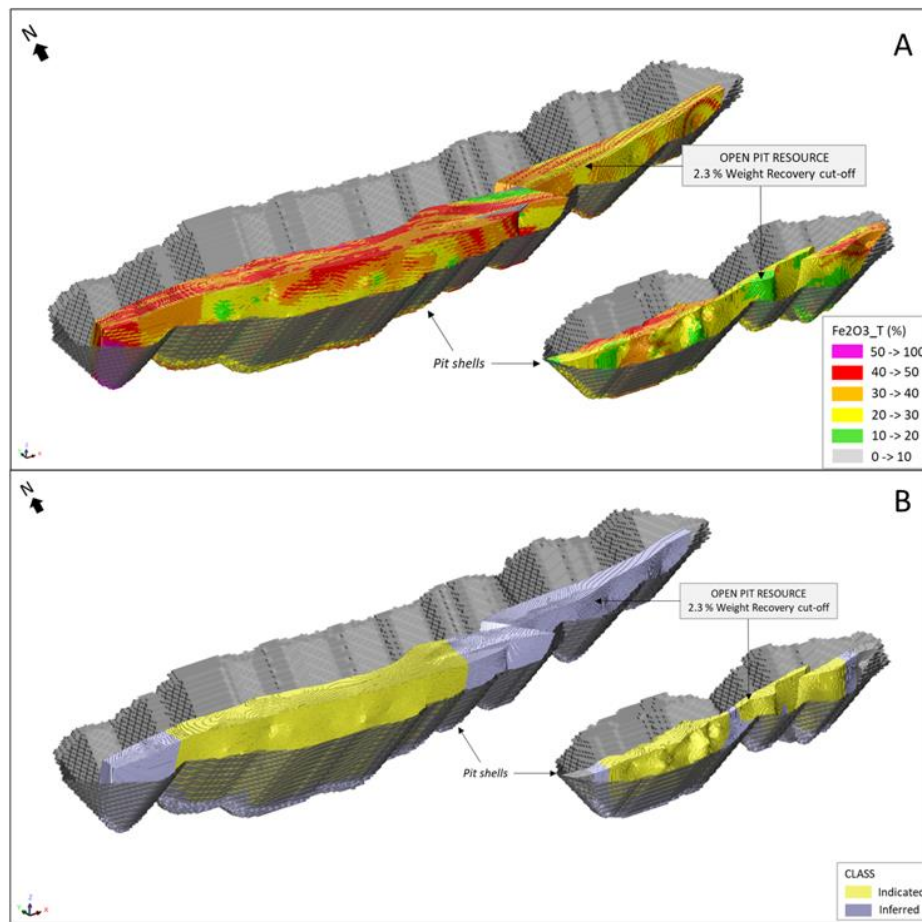 N
A
OPEN PIT RESOURCE
2.3 % Weight Recovery cut-off
Pit shells
Fe2O3_T (%)
50 -> 100
40 -> 50
30 -> 40
20 -> 30
10 -> 20
0 -> 10
N
B
OPEN PIT RESOURCE
2.3 % Weight Recovery cut-off
Pit shells
CLASS
Indicated
Inferred